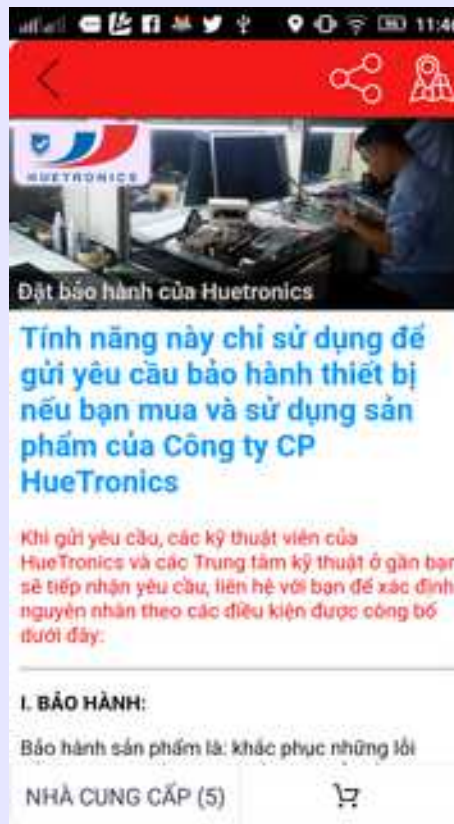 11:46
HUETRONICS
Đặt bảo hành của Huetronics
Tính năng này chỉ sử dụng để
gửi yêu cầu bảo hành thiết bị
nếu bạn mua và sử dụng sản
phẩm của Công ty CP
HueTronics
Khi gửi yêu cầu, các kỹ thuật viên của
HueTronics và các Trung tâm kỹ thuật ở gần bạn
sẽ tiếp nhận yêu cầu, liên hệ với bạn để xác định
nguyên nhân theo các điều kiện được công bố
dưới đây:
I. BẢO HÀNH:
Bảo hành sản phẩm là: khắc phục những lỗi
NHÀ CUNG CẤP (5)